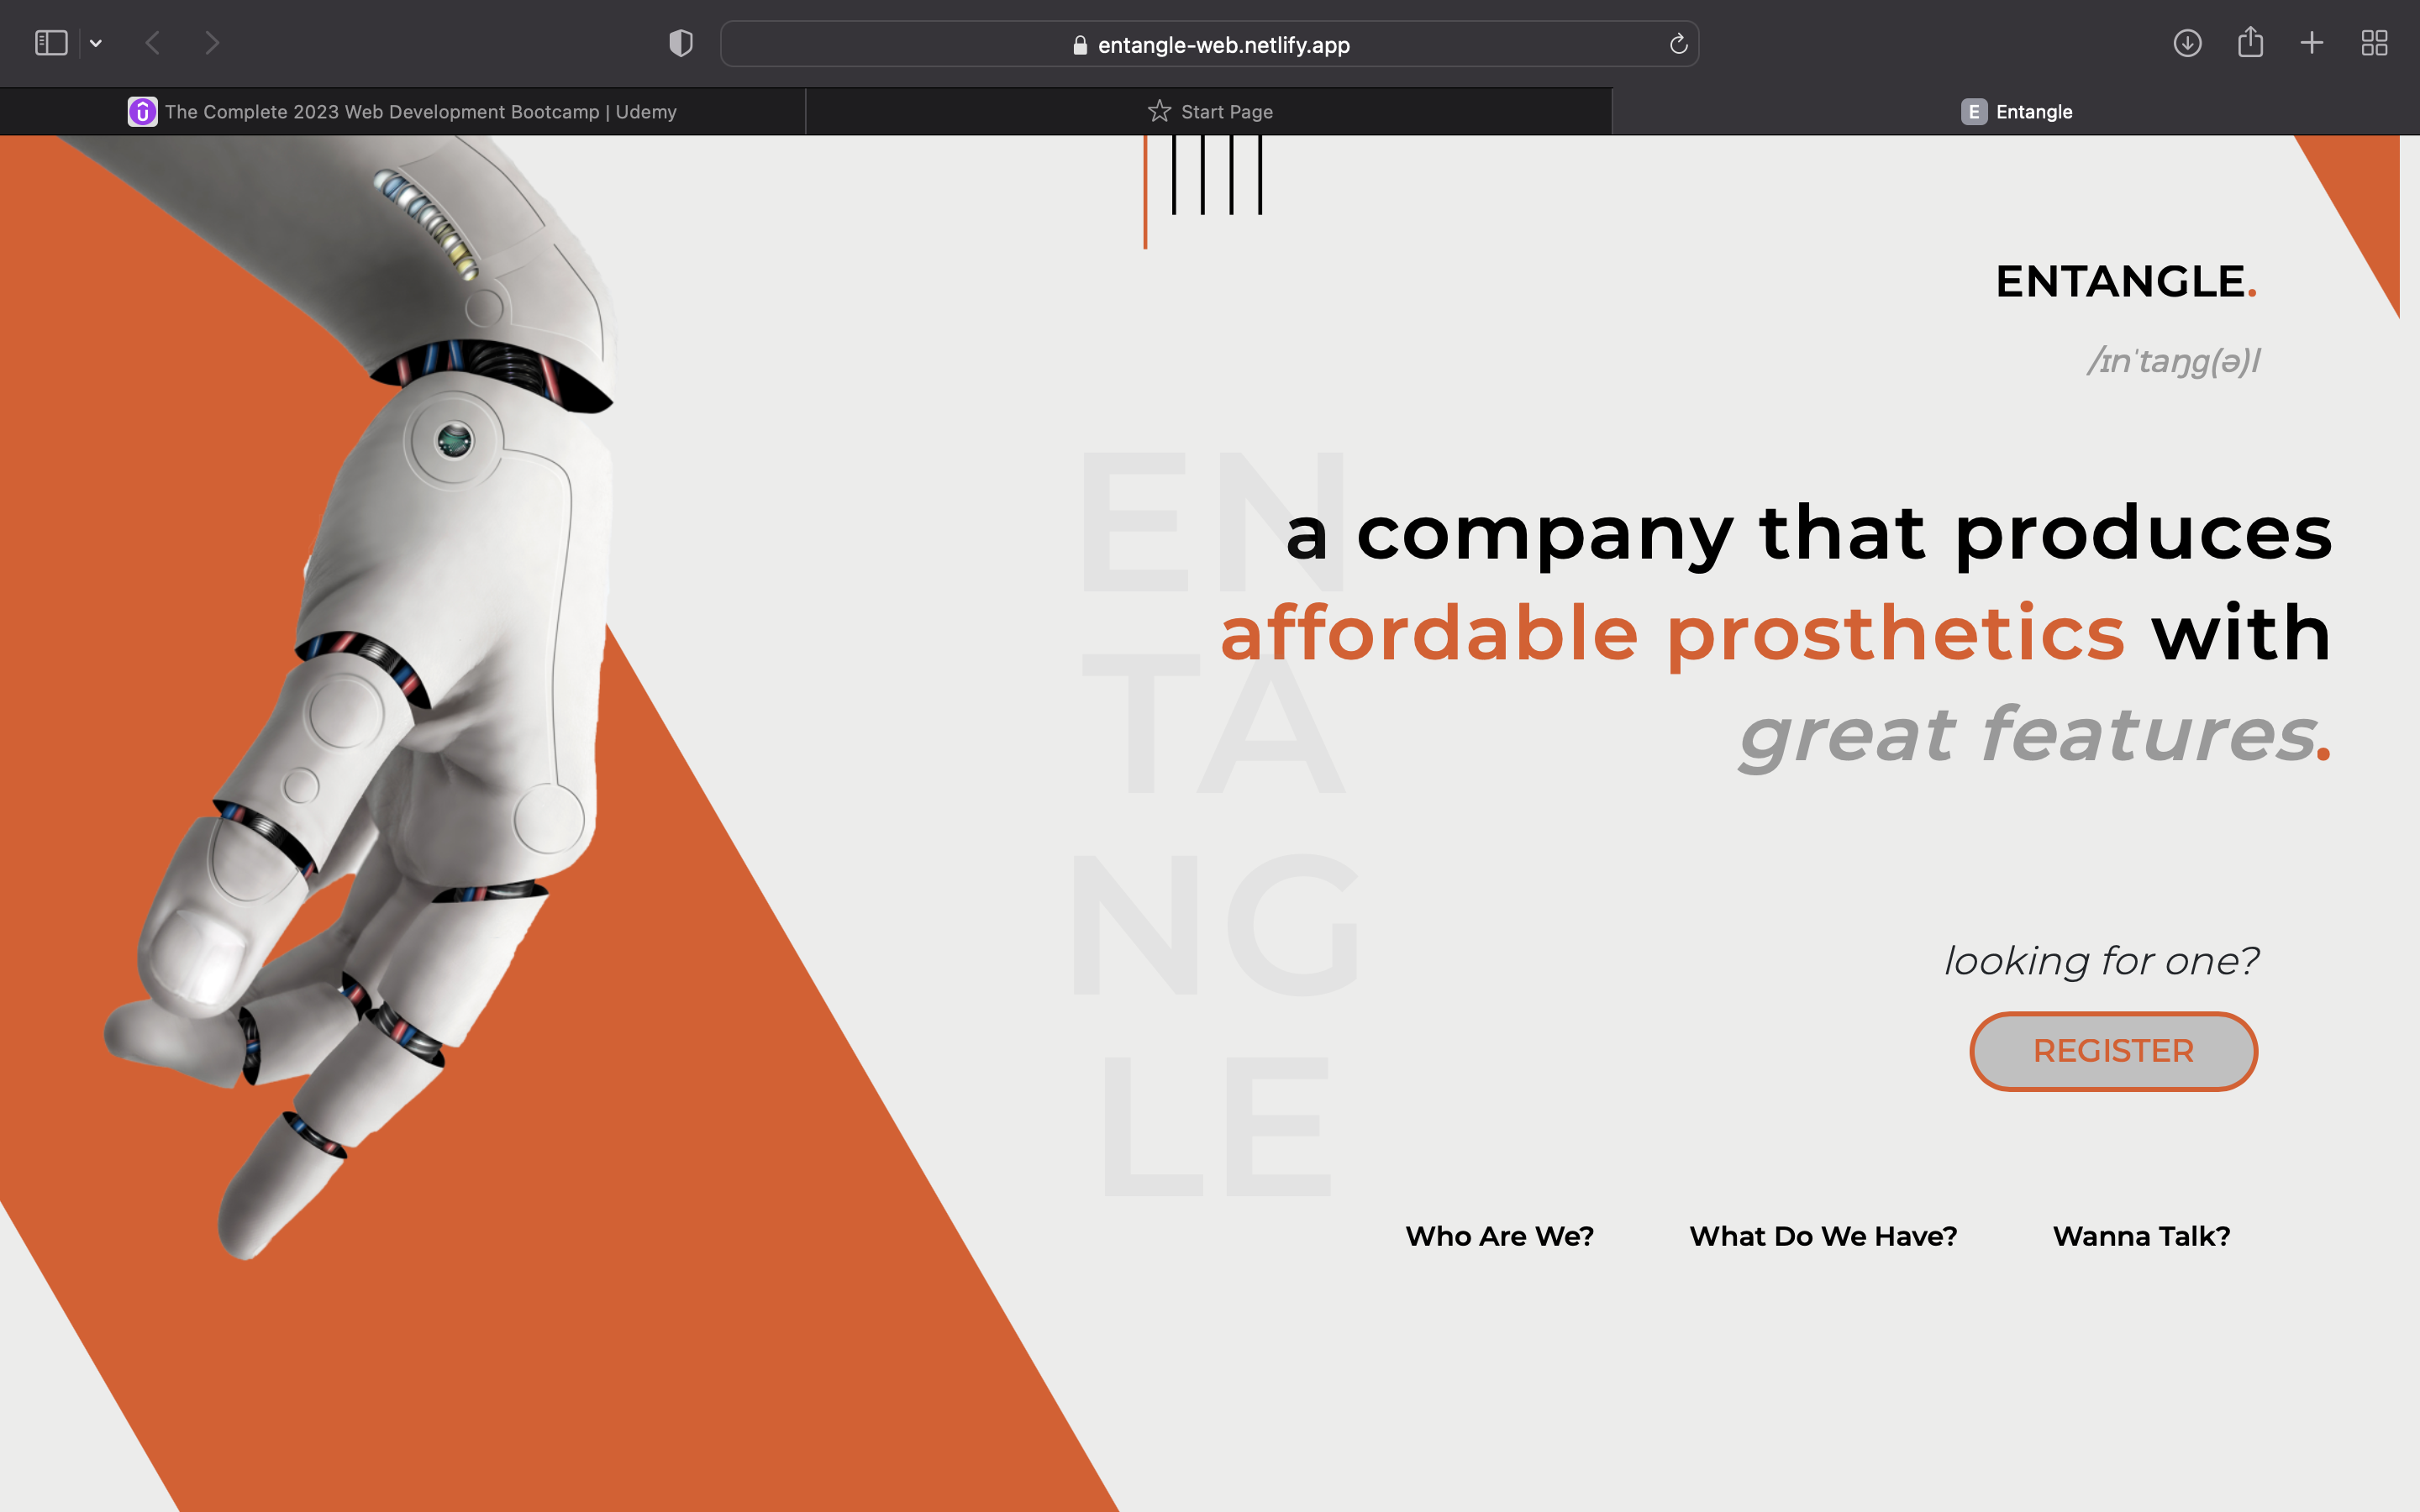 entangle-web.netlify.app
The Complete 2023 Web Development Bootcamp | Udemy
Start Page
E Entangle
ENTANGLE.
/ɪnˈtaŋɡ(ə)l
EN
TA
NG
LE
a company that produces
affordable prosthetics with
great features.
looking for one?
REGISTER
Who Are We? What Do We Have? Wanna Talk?